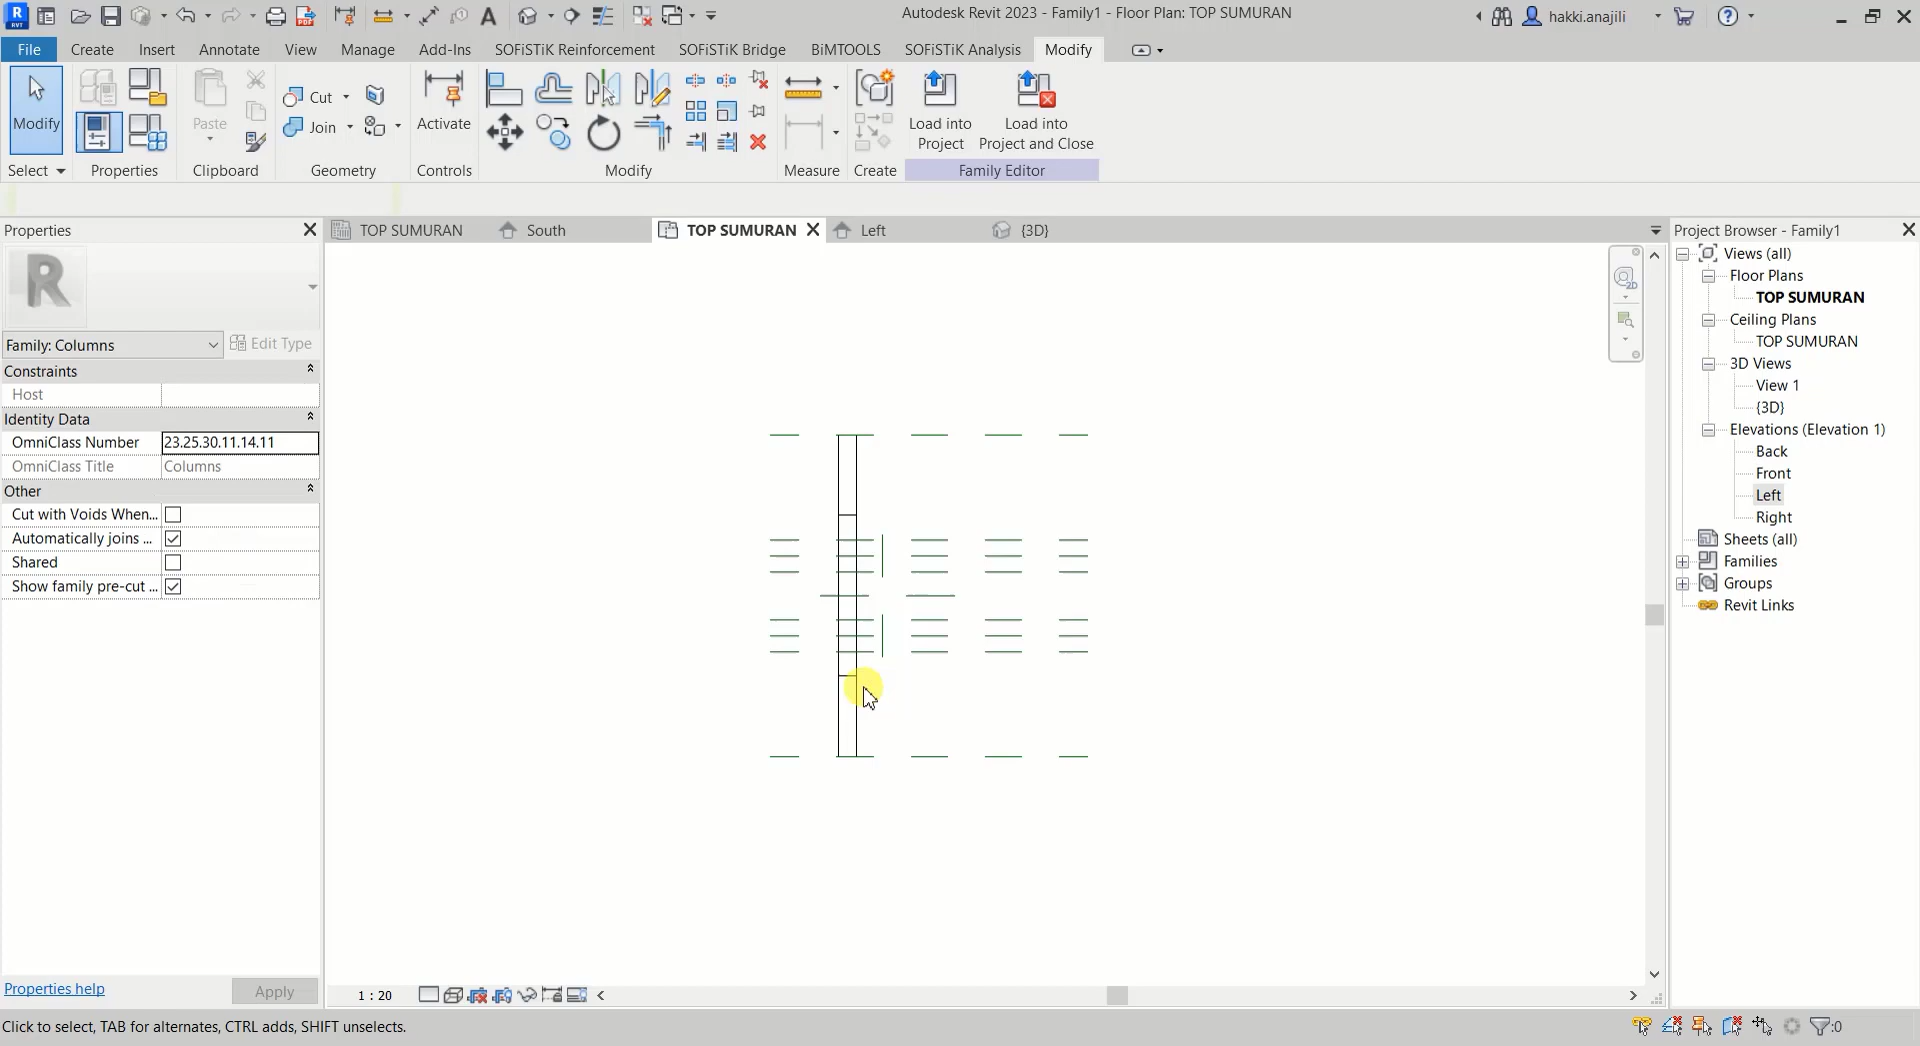 Autodesk Revit 2023 - Family1 - Floor Plan: TOP SUMURAN
hakki.anajili
File Create Insert Annotate View Manage Add-Ins SOFiSTiK Reinforcement SOFiSTiK Bridge BiMTOOLS SOFiSTiK Analysis Modify
Modify
Paste
Cut
Join
Activate
Load into Project
Load into Project and Close
Select Properties Clipboard Geometry Controls Modify Measure Create Family Editor
Properties
TOP SUMURAN South TOP SUMURAN Left {3D}
Project Browser - Family1
R
Family: Columns
Edit Type
Constraints
Host
Identity Data
OmniClass Number 23.25.30.11.14.11
OmniClass Title Columns
Other
Cut with Voids When...
Automatically joins ...
Shared
Show family pre-cut ...
Views (all)
Floor Plans
TOP SUMURAN
Ceiling Plans
TOP SUMURAN
3D Views
View 1
{3D}
Elevations (Elevation 1)
Back
Front
Left
Right
Sheets (all)
Families
Groups
Revit Links
2D
Properties help
Apply
1 : 20
Click to select, TAB for alternates, CTRL adds, SHIFT unselects.
:0